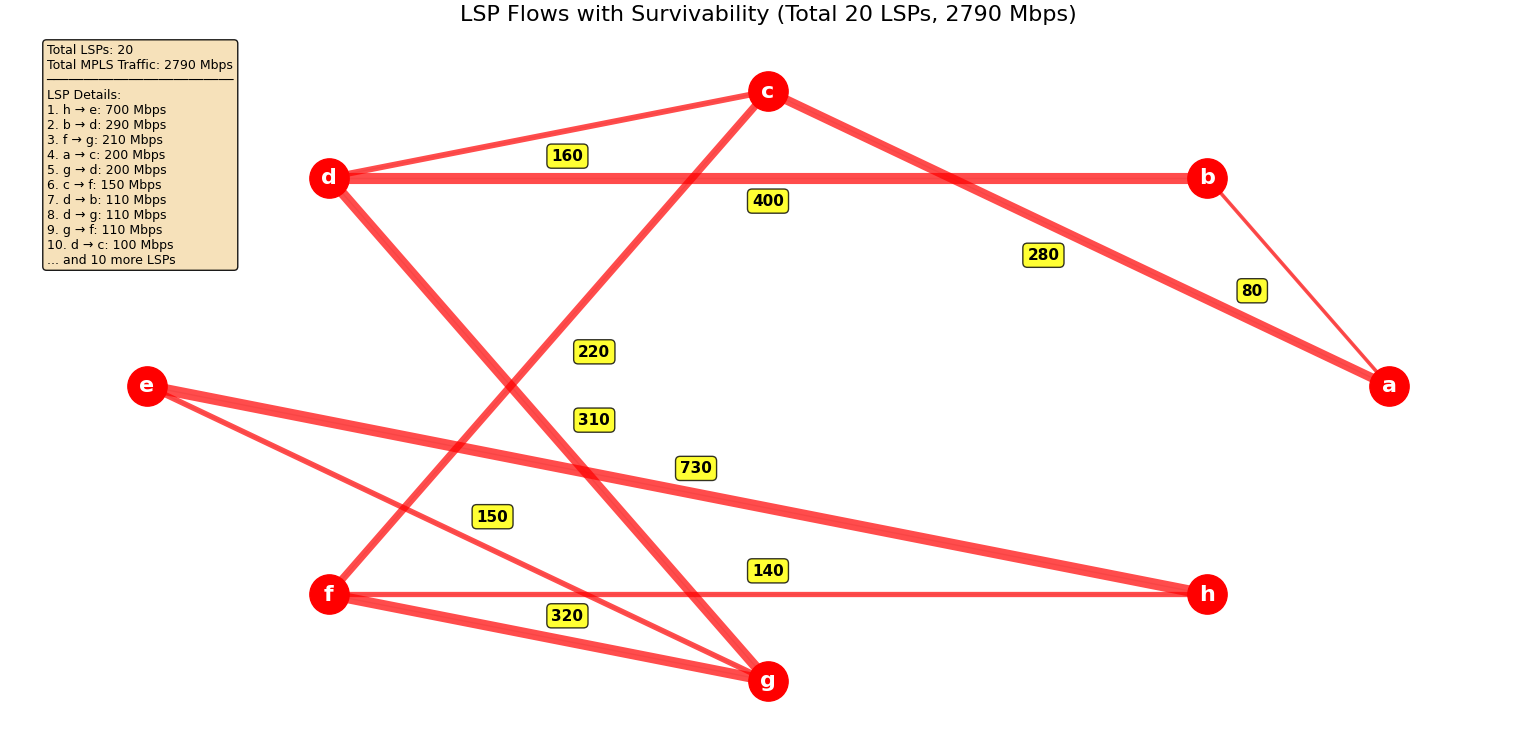 LSP Flows with Survivability (Total 20 LSPs, 2790 Mbps)
Total LSPs: 20
Total MPLS Traffic: 2790 Mbps
LSP Details:
1. h → e: 700 Mbps
2. b → d: 290 Mbps
3. f → g: 210 Mbps
4. a → c: 200 Mbps
5. g → d: 200 Mbps
6. c → f: 150 Mbps
7. d → b: 110 Mbps
8. d → g: 110 Mbps
9. g → f: 110 Mbps
10. d → c: 100 Mbps
... and 10 more LSPs
c
160
d
b
400
280
80
220
e
a
310
730
150
140
f
h
320
g